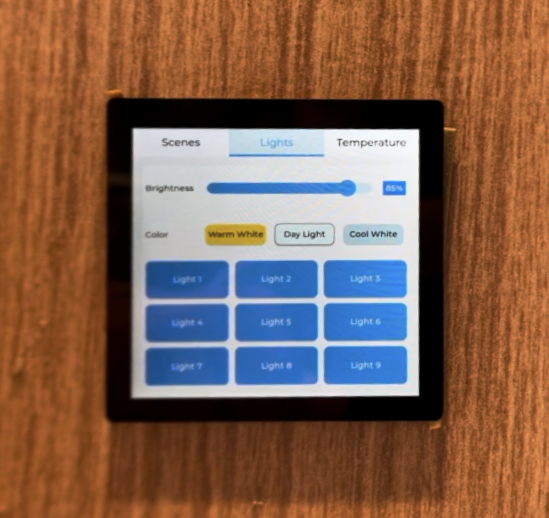 Scenes Lights Temperature
Brightness 85%
Color Warm White Day Light Cool White
Light 1 Light 2 Light 3
Light 4 Light 5 Light 6
Light 7 Light 8 Light 9